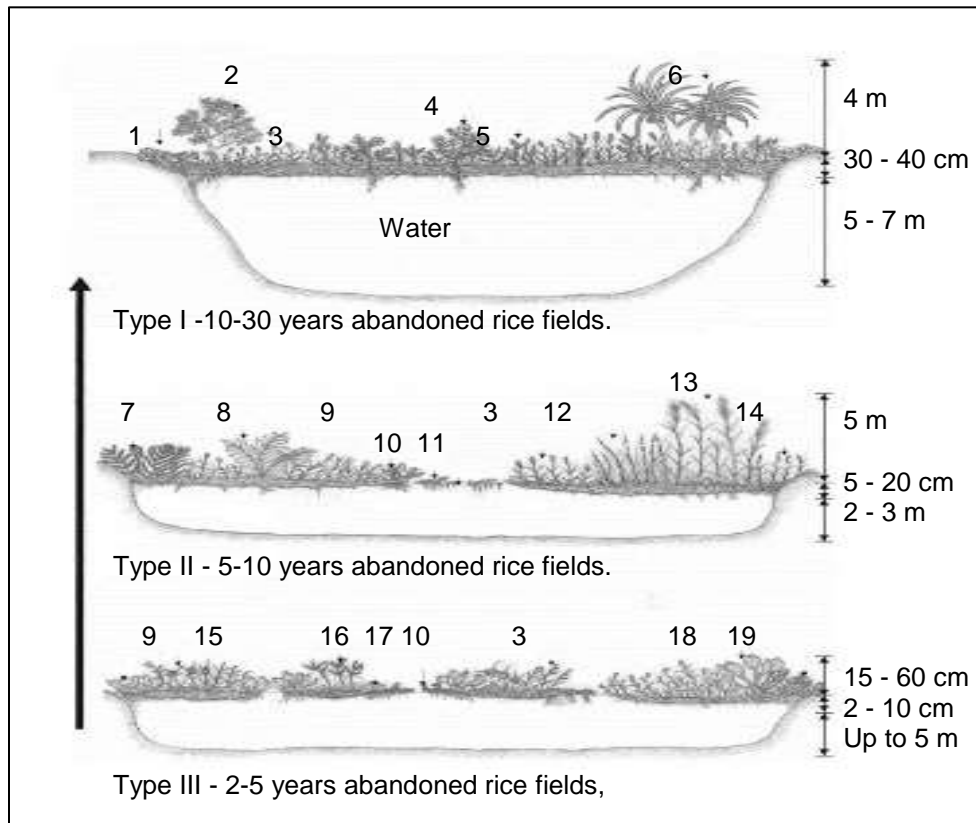 2
6
4
4 m
1
3
5
30 - 40 cm
5 - 7 m
Water
Type I -10-30 years abandoned rice fields.
13
7
8
9
3
12
14
5 m
10
11
5 - 20 cm
2 - 3 m
Type II - 5-10 years abandoned rice fields.
9
15
16
17
10
3
18
19
15 - 60 cm
2 - 10 cm
Up to 5 m
Type III - 2-5 years abandoned rice fields,